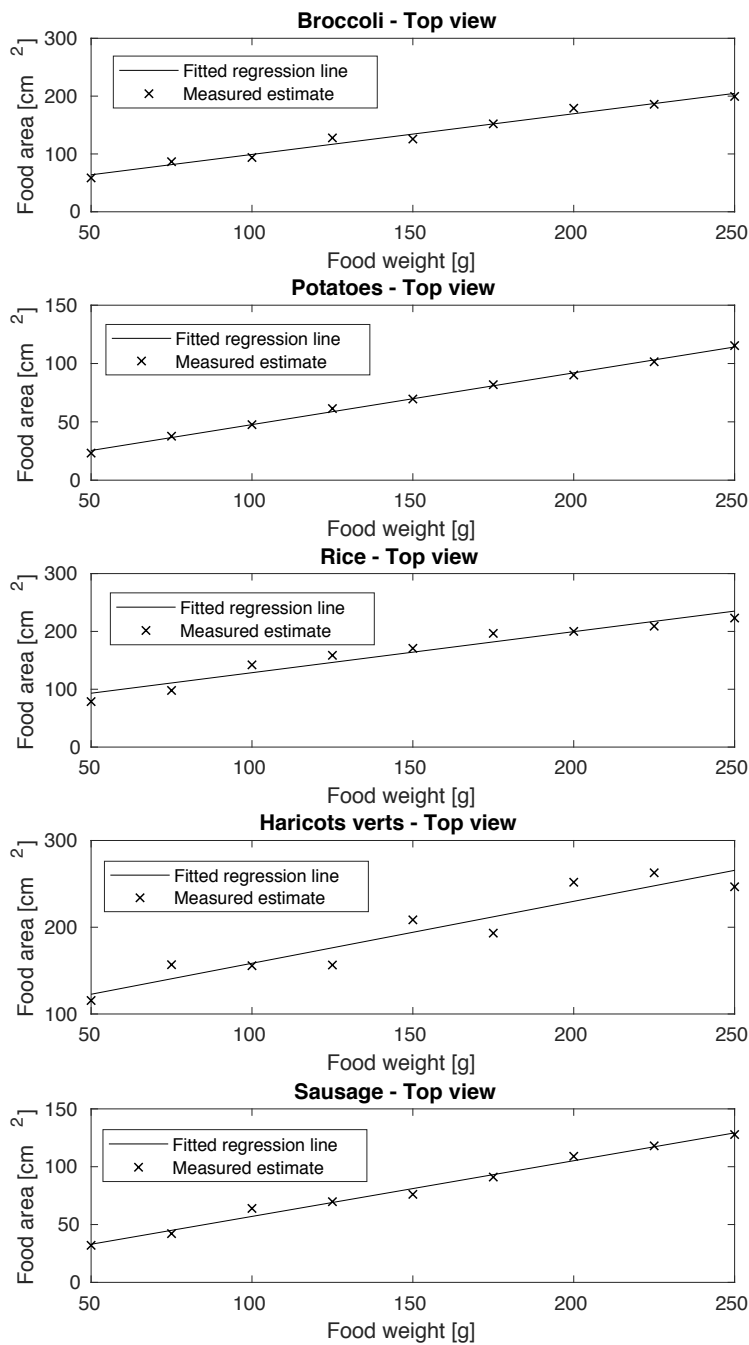 Broccoli - Top view
300
200
100
0
Food area [cm 2]
Fitted regression line
Measured estimate
50 100 150 200 250
Food weight [g]
Potatoes - Top view
150
100
50
0
Food area [cm 2]
Fitted regression line
Measured estimate
50 100 150 200 250
Food weight [g]
Rice - Top view
300
200
100
0
Food area [cm 2]
Fitted regression line
Measured estimate
50 100 150 200 250
Food weight [g]
Haricots verts - Top view
300
200
100
Food area [cm 2]
Fitted regression line
Measured estimate
50 100 150 200 250
Food weight [g]
Sausage - Top view
150
100
50
0
Food area [cm 2]
Fitted regression line
Measured estimate
50 100 150 200 250
Food weight [g]